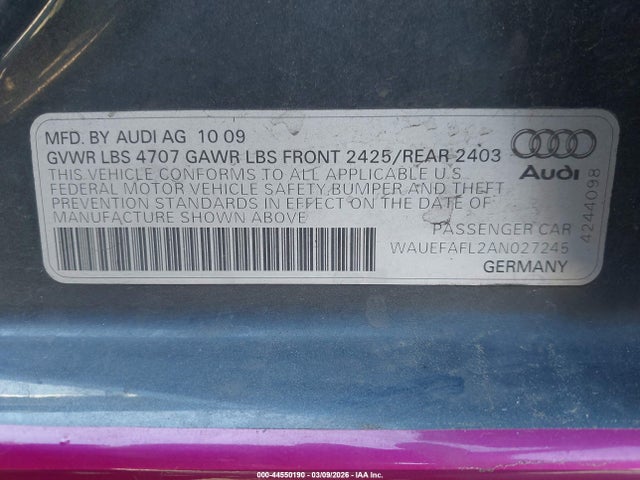 MFD. BY AUDI AG 10 09
GVWR LBS 4707 GAWR LBS FRONT 2425/REAR 2403
THIS VEHICLE CONFORMS TO ALL APPLICABLE U.S
FEDERAL MOTOR VEHICLE SAFETY,BUMPER AND THEFT
PREVENTION STANDARDS IN EFFECT ON THE DATE OF
MANUFACTURE SHOWN ABOVE
PASSENGER CAR
WAUEFAFL2AN027245
GERMANY
Audi
4244098
000-44550190 - 03/09/2026 - IAA Inc.